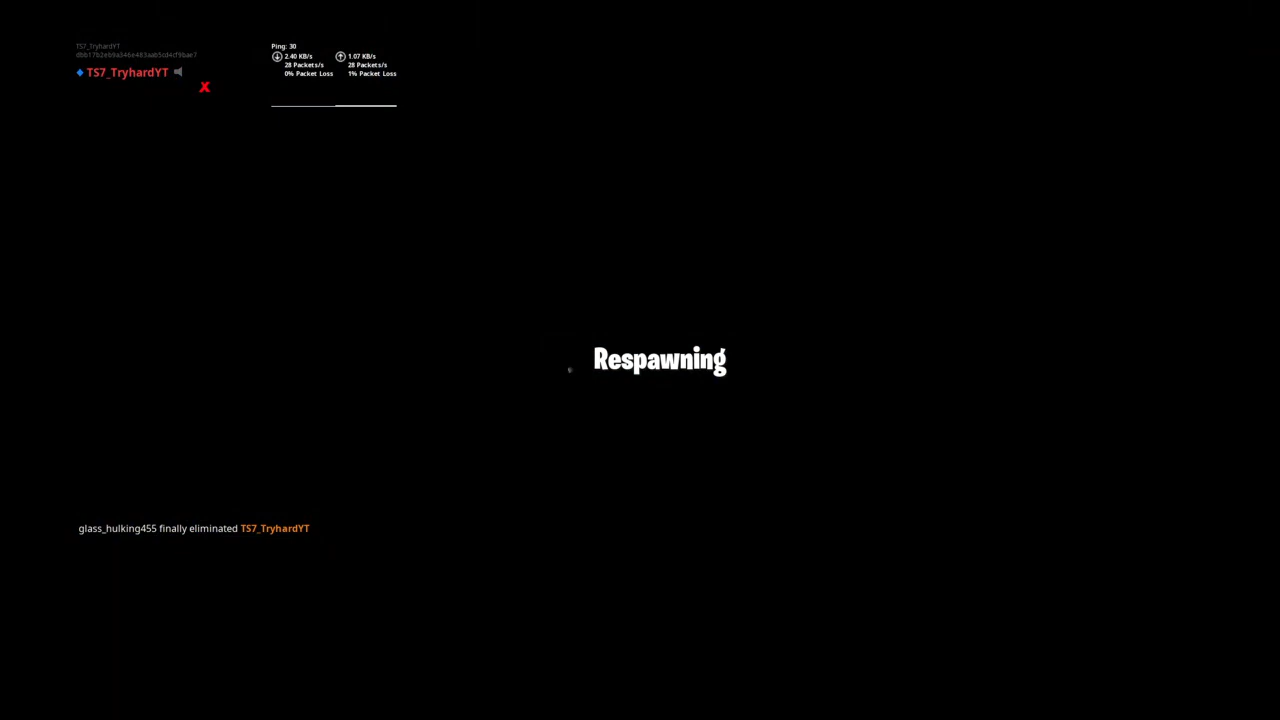 TS7_TryhardYT
TS7_TryhardYT
X
Ping: 30
2.40 KB/s 1.07 KB/s
28 Packets/s 28 Packets/s
0% Packet Loss 1% Packet Loss
Respawning
glass_hulking455 finally eliminated TS7_TryhardYT